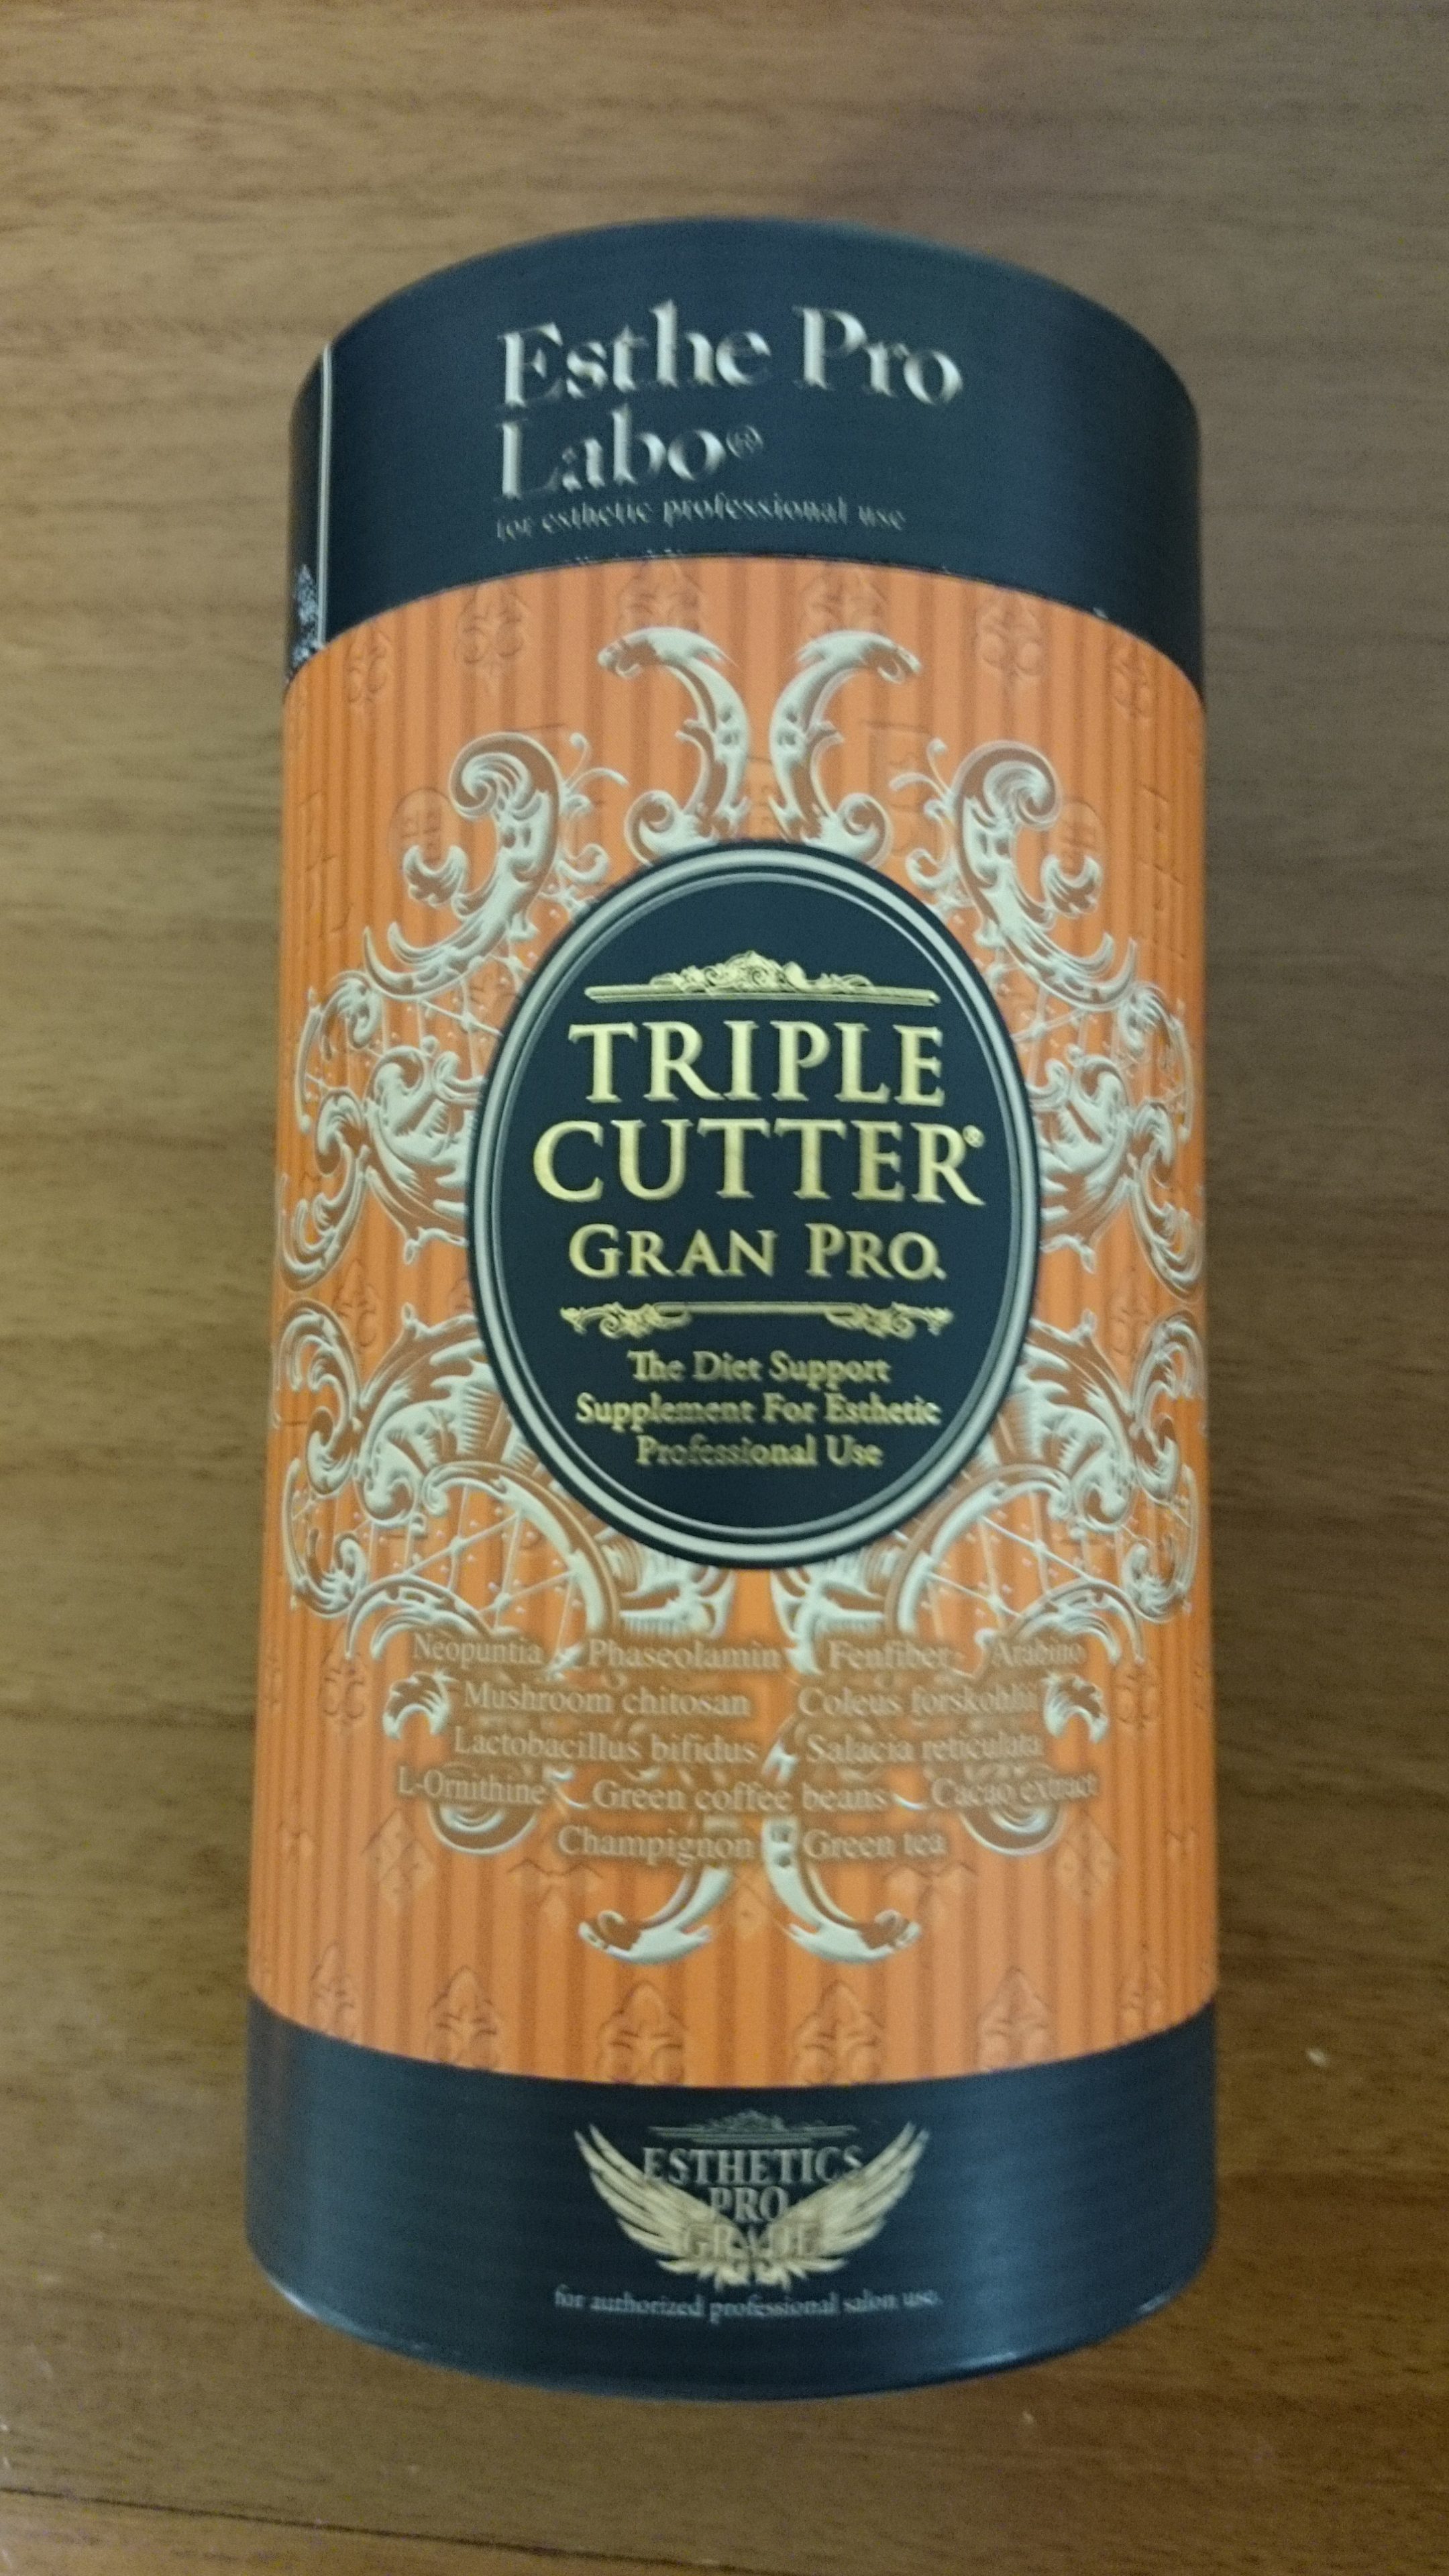 Esthe Pro
Labo®
for esthetic professional use
TRIPLE
CUTTER®
GRAN PRO.
The Diet Support
Supplement For Esthetic
Professional Use
Neopuntia Phaseolamin Fenfiber Arabino
Mushroom chitosan Coleus forskohlii
Lactobacillus bifidus Salacia reticulata
L-Ornithine Green coffee beans Cacao extract
Champignon Green tea
ESTHETICS
PRO
GRADE
for authorized professional salon use.